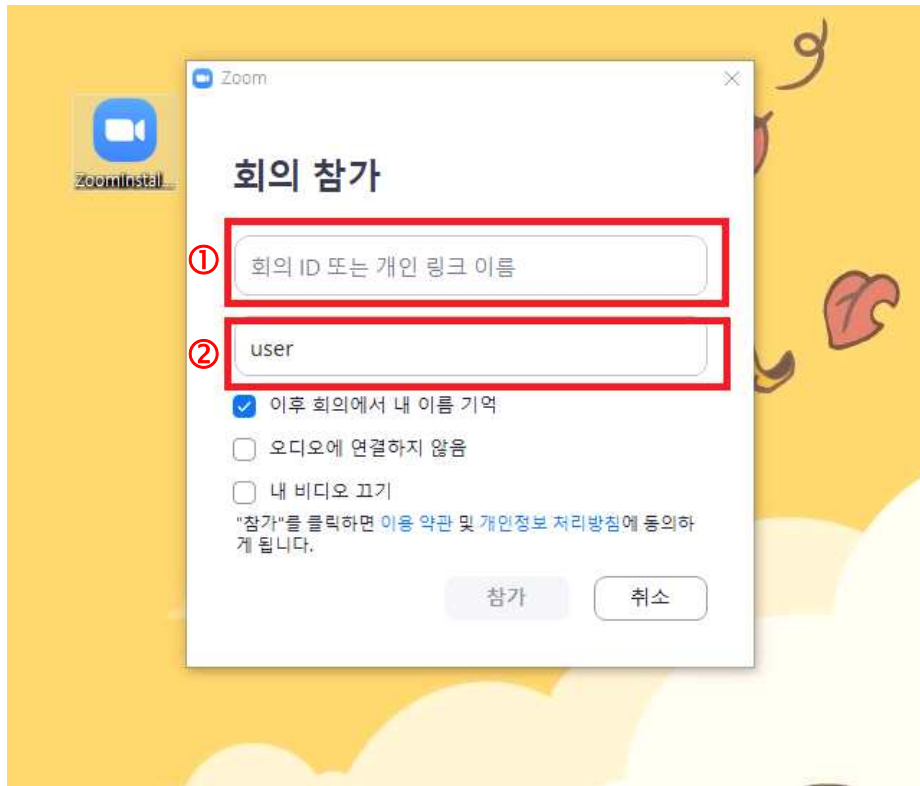 Zoom
ZoomInstal...
회의 참가
①
회의 ID 또는 개인 링크 이름
②
user
이후 회의에서 내 이름 기억
오디오에 연결하지 않음
내 비디오 끄기
"참가"를 클릭하면 이용 약관 및 개인정보 처리방침에 동의하
게 됩니다.
참가
취소